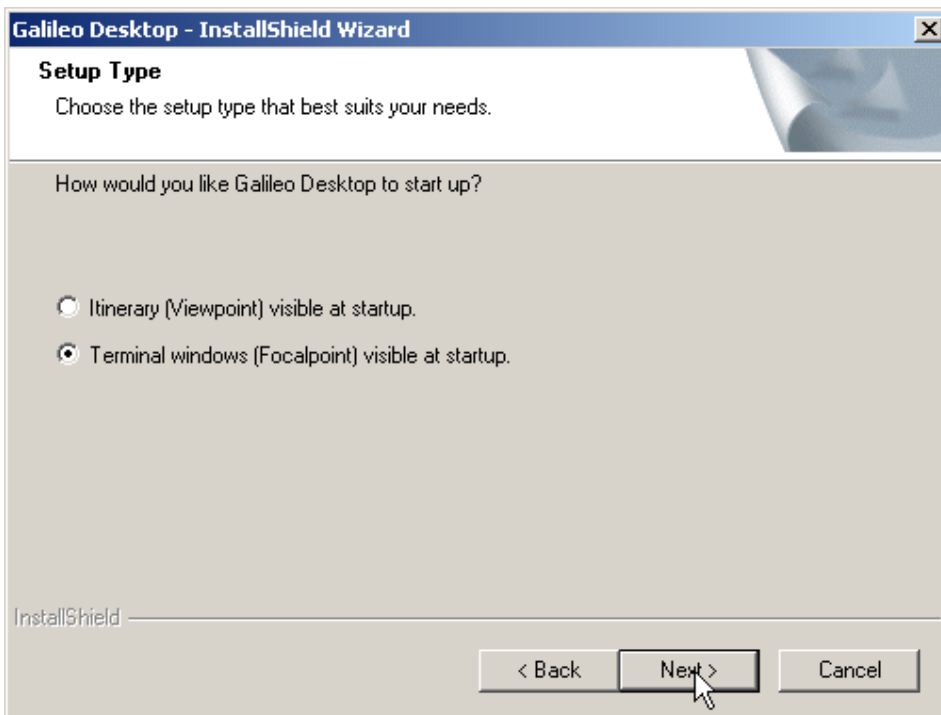 Galileo Desktop - InstallShield Wizard
Setup Type
Choose the setup type that best suits your needs.
How would you like Galileo Desktop to start up?
Itinerary (Viewpoint) visible at startup.
Terminal windows (Focalpoint) visible at startup.
InstallShield
< Back Next > Cancel